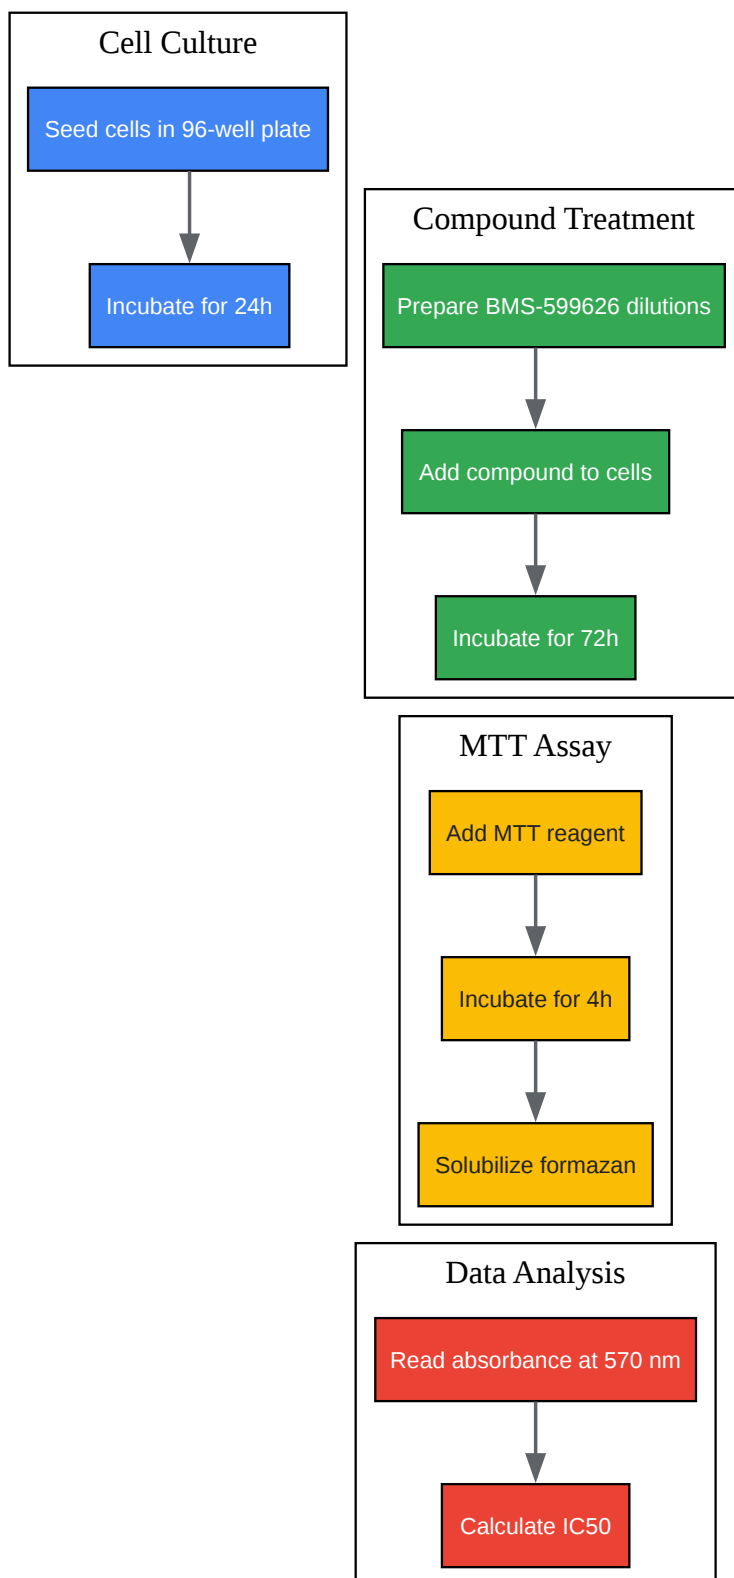 Cell Culture
Seed cells in 96-well plate
Incubate for 24h
Compound Treatment
Prepare BMS-599626 dilutions
Add compound to cells
Incubate for 72h
MTT Assay
Add MTT reagent
Incubate for 4h
Solubilize formazan
Data Analysis
Read absorbance at 570 nm
Calculate IC50